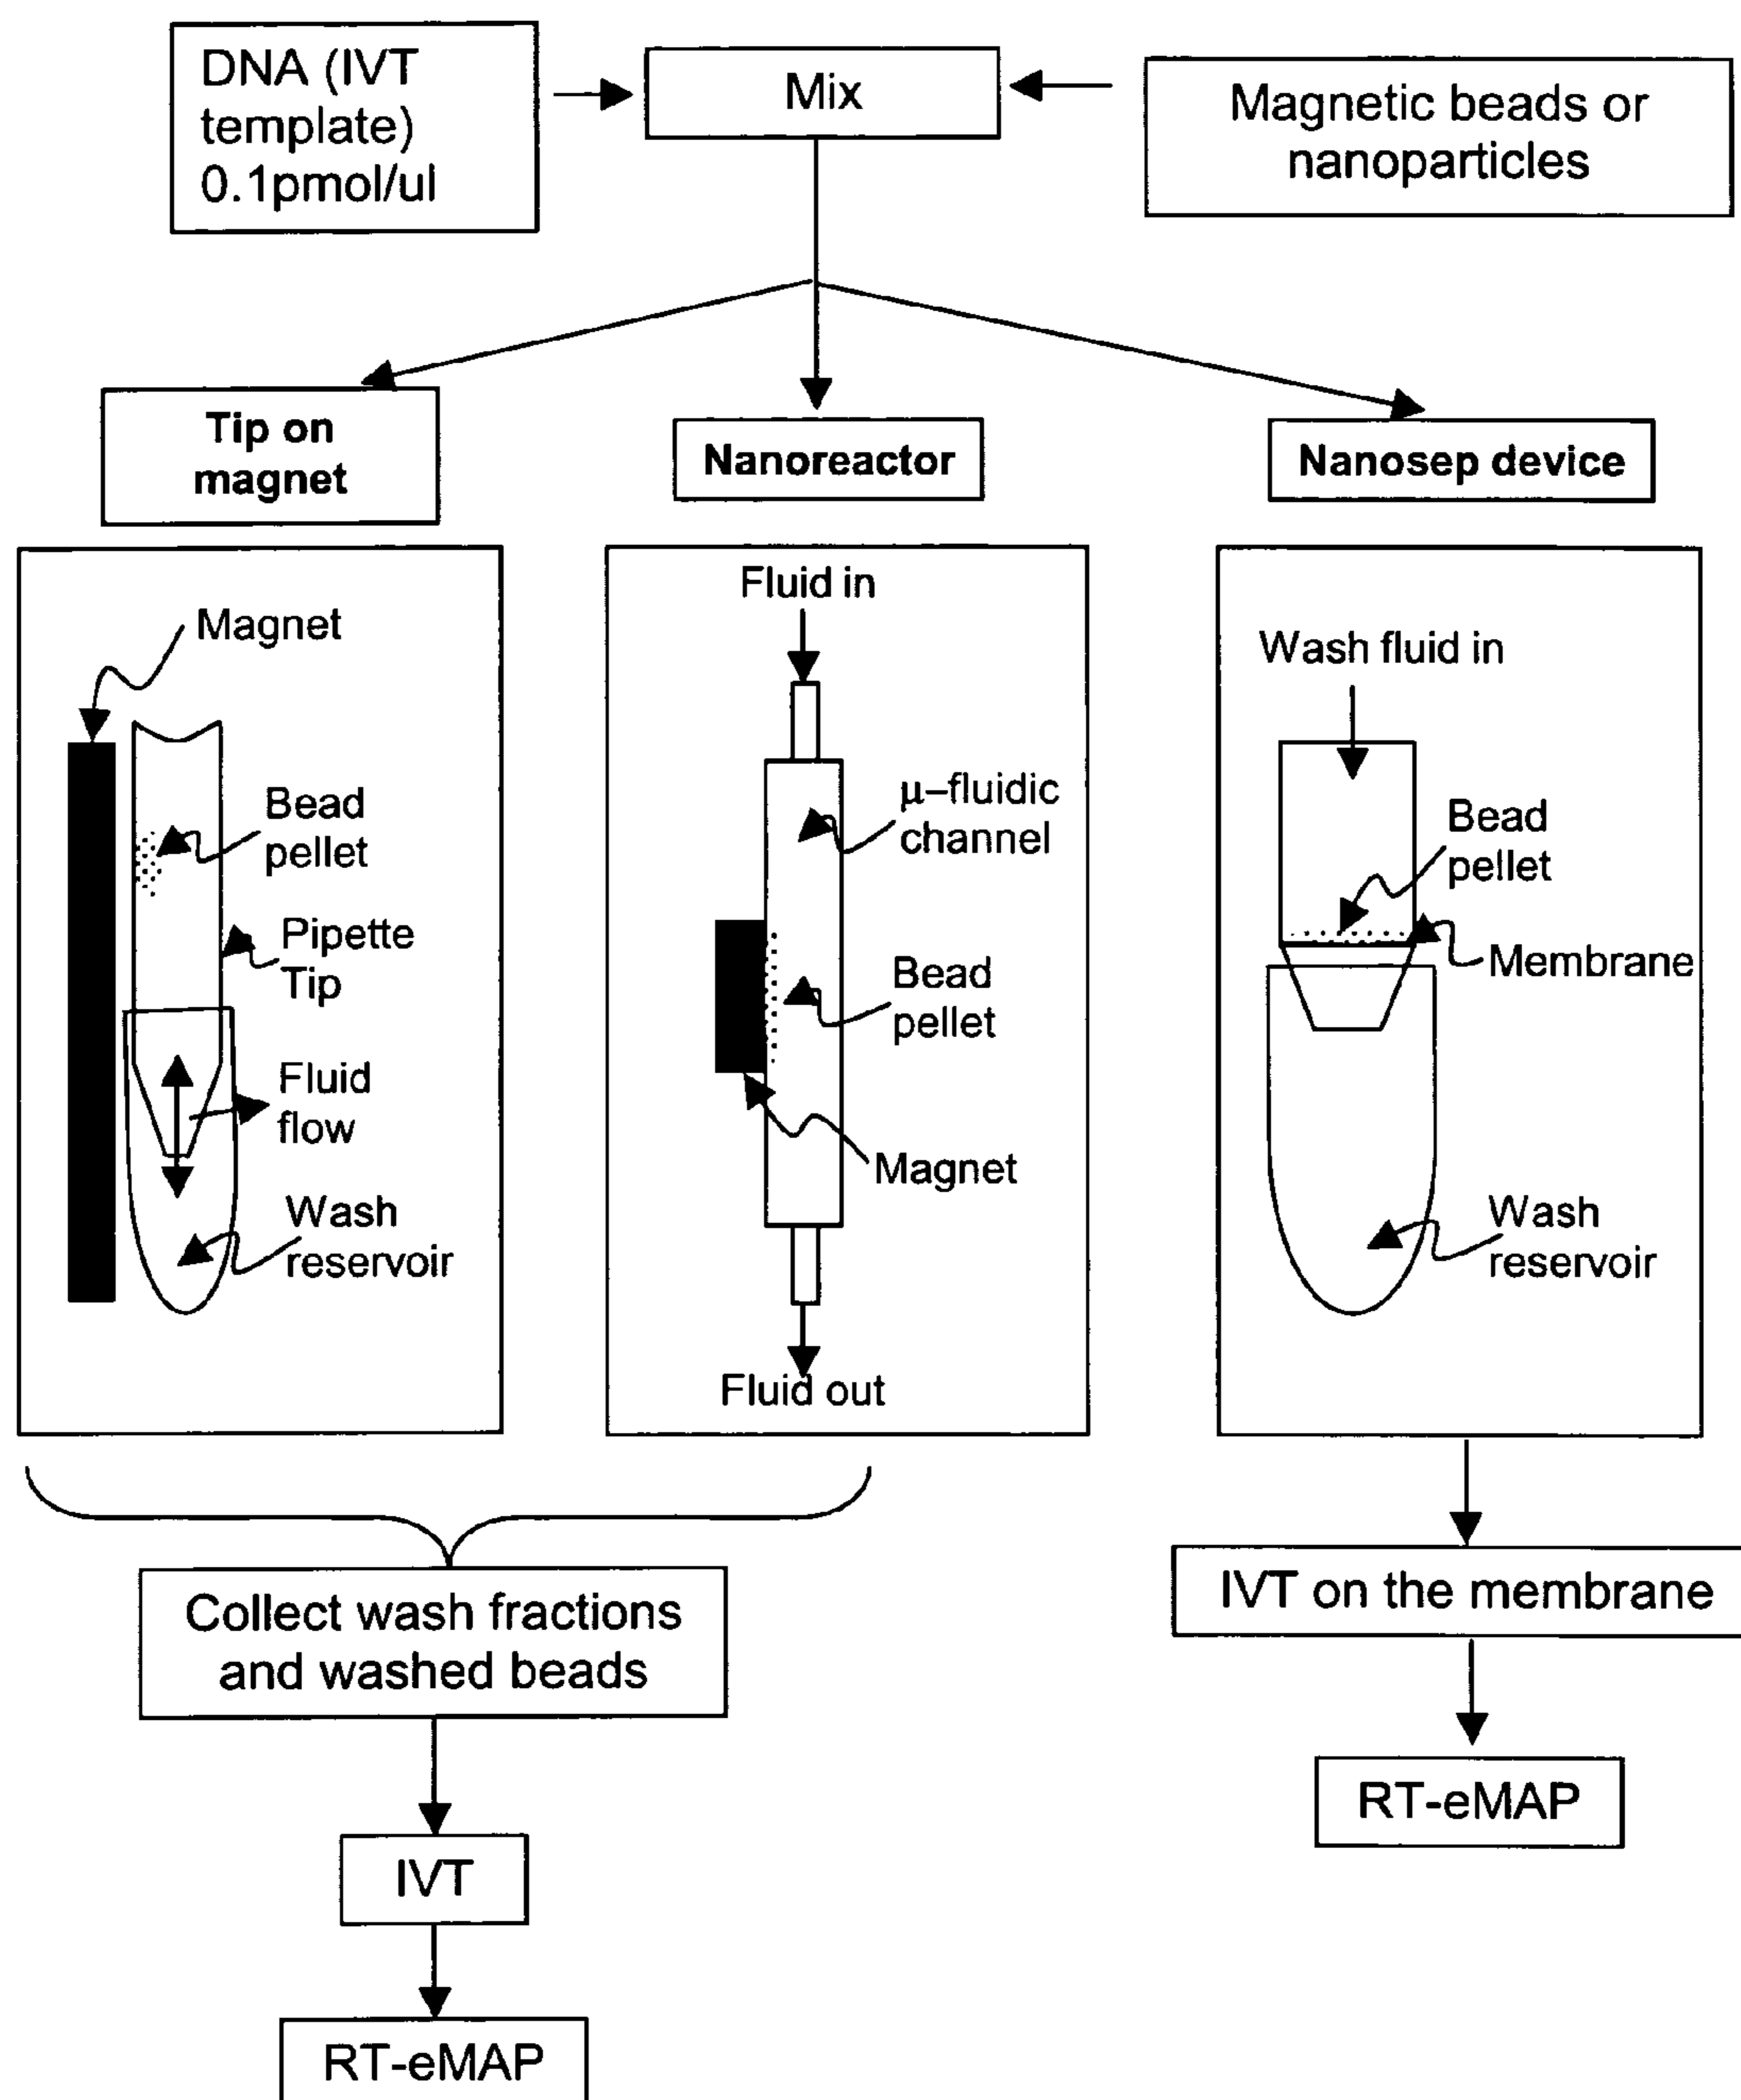 DNA (IVT
template)
0.1pmol/ul
Mix
Magnetic beads or
nanoparticles
Tip on
magnet
Nanoreactor
Nanosep device
Magnet
Bead
pellet
Pipette
Tip
Fluid
flow
Wash
reservoir
Fluid in
μ–fluidic
channel
Bead
pellet
Magnet
Fluid out
Wash fluid in
Bead
pellet
Membrane
Wash
reservoir
Collect wash fractions
and washed beads
IVT
RT-eMAP
IVT on the membrane
RT-eMAP